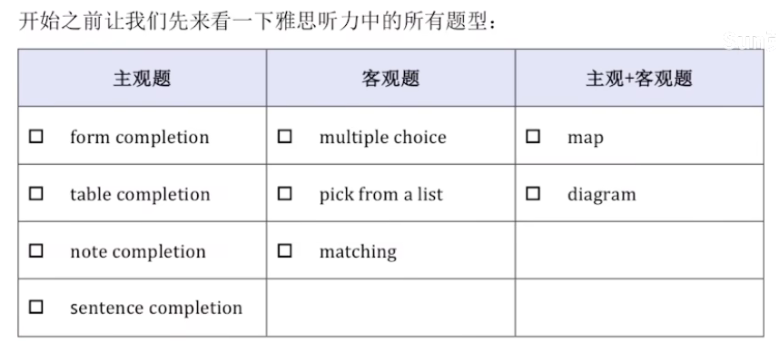 开始之前让我们先来看一下雅思听力中的所有题型：
主观题 客观题 主观+客观题
□ form completion □ multiple choice □ map
□ table completion □ pick from a list □ diagram
□ note completion □ matching
□ sentence completion